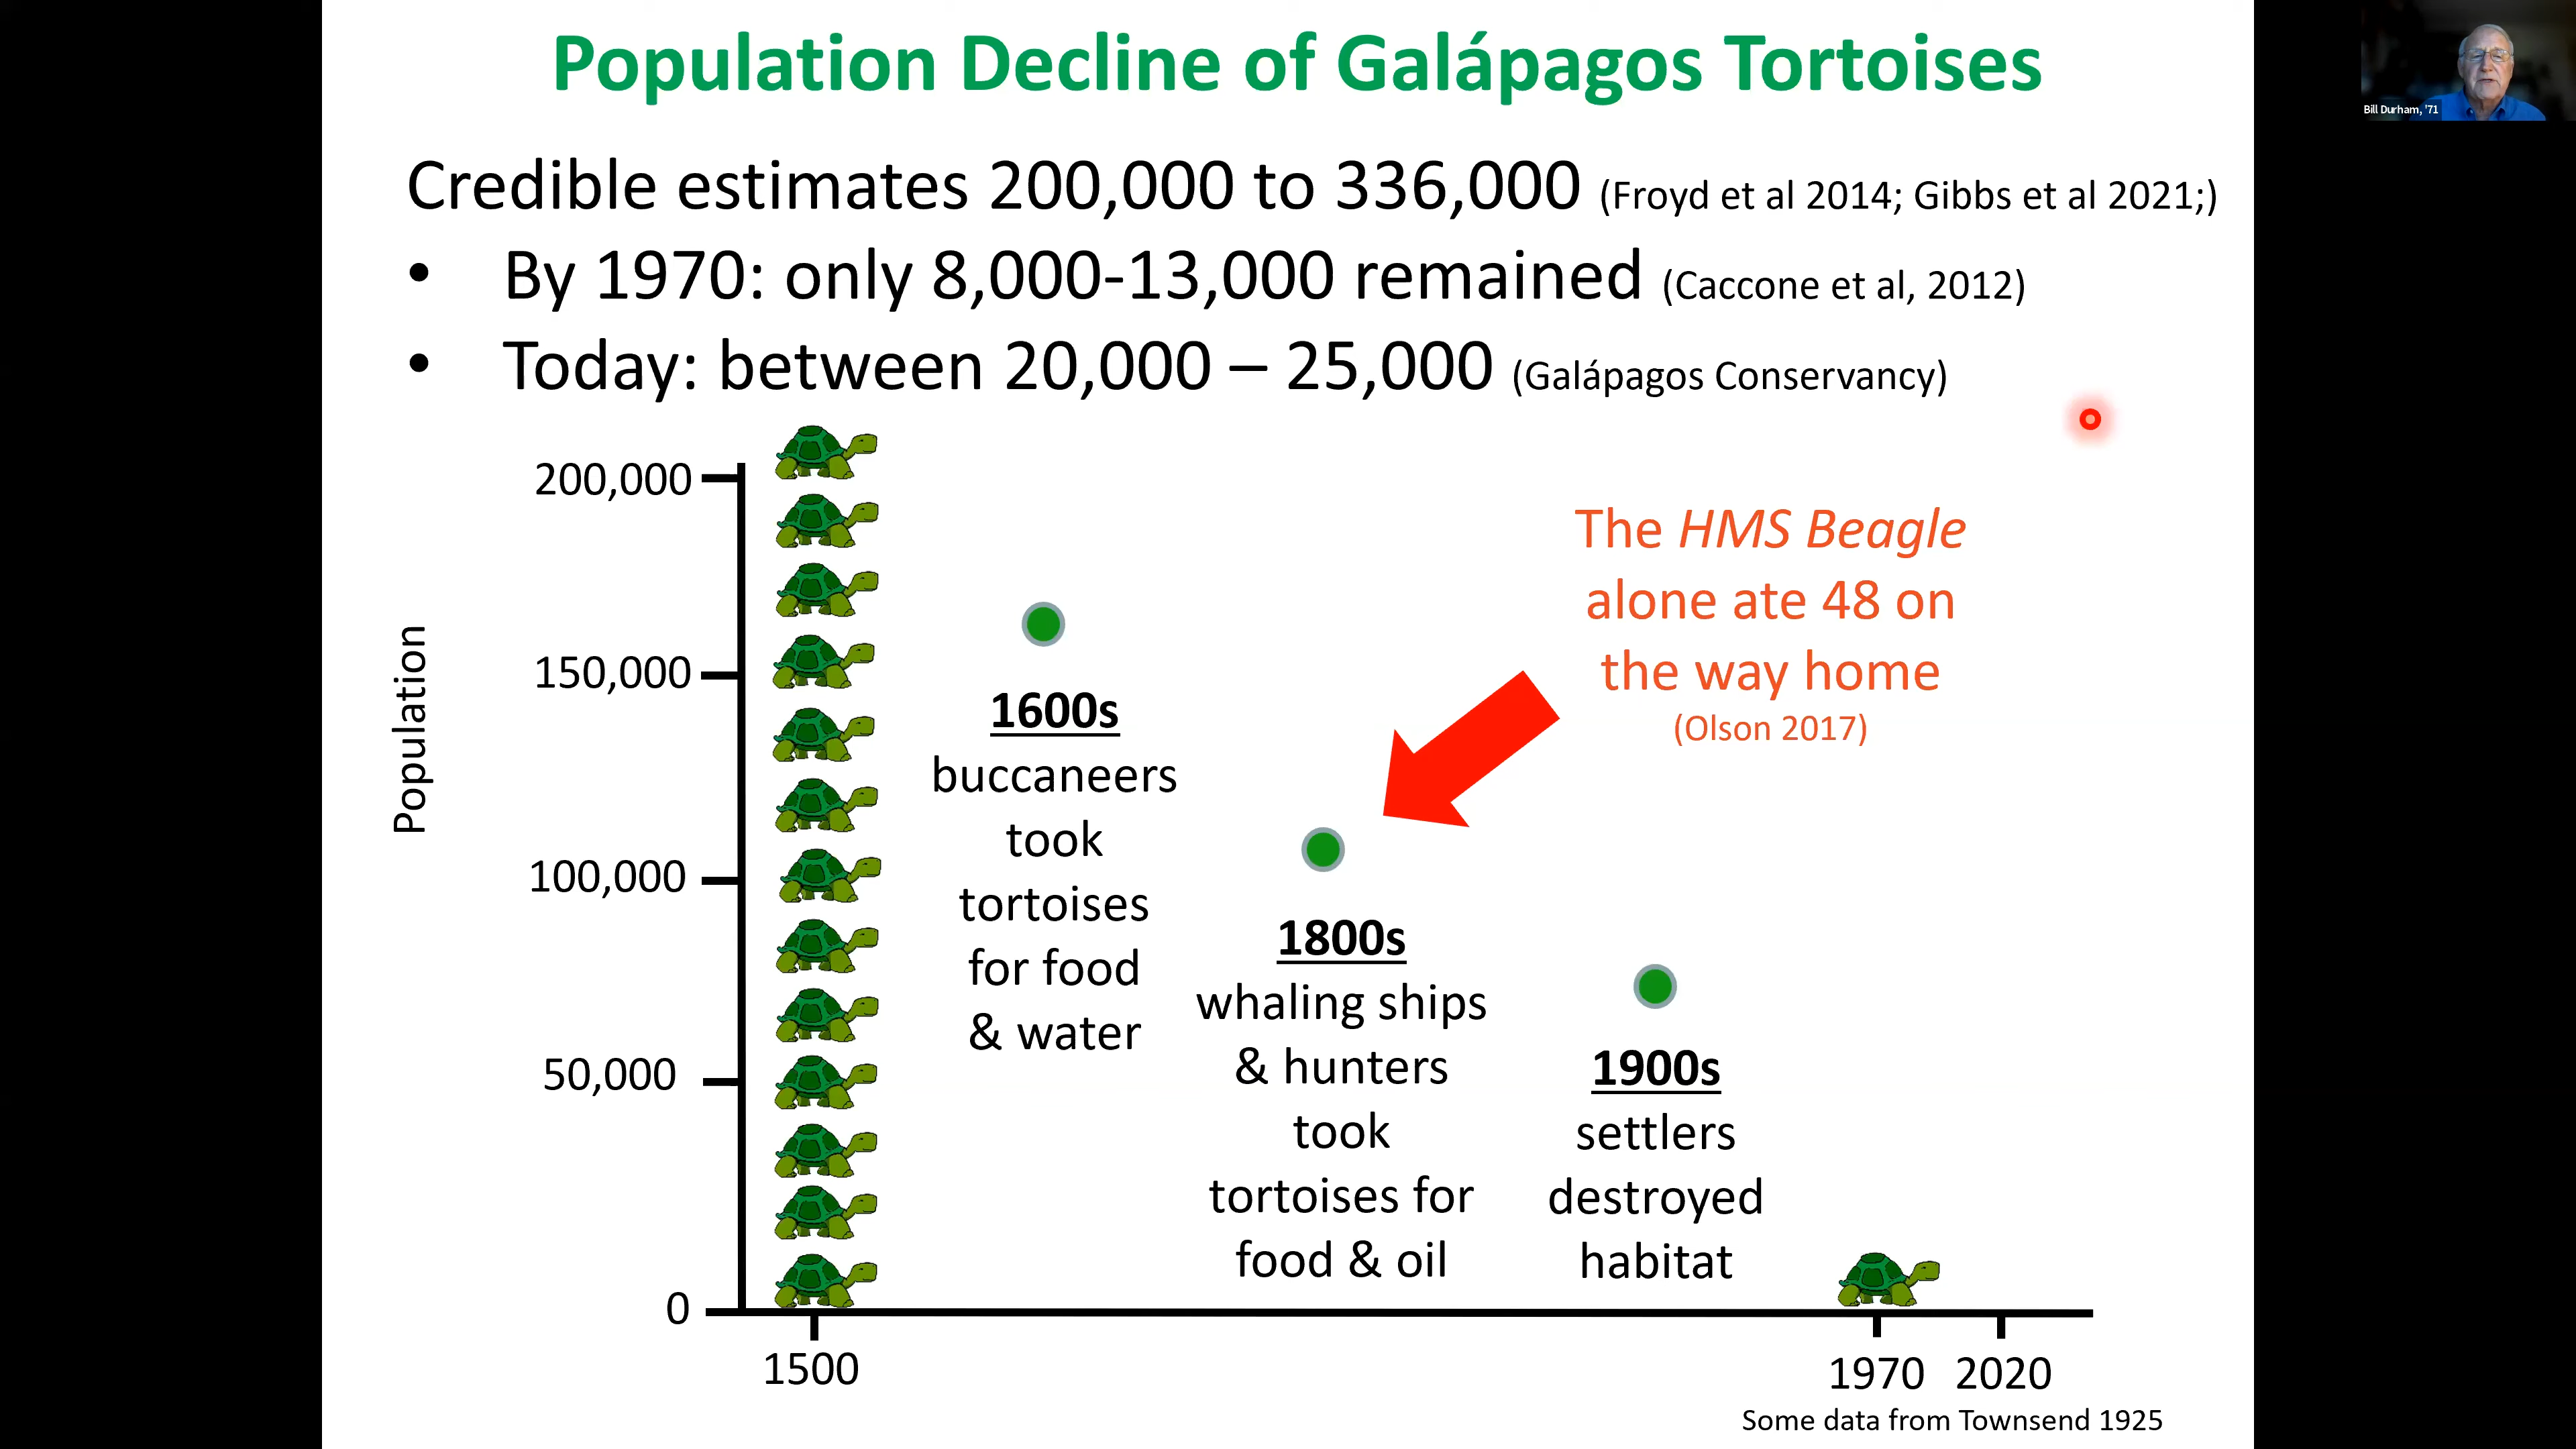 Population Decline of Galápagos Tortoises
Bill Durham, '71
Credible estimates 200,000 to 336,000 (Froyd et al 2014; Gibbs et al 2021;)
• By 1970: only 8,000-13,000 remained (Caccone et al, 2012)
• Today: between 20,000 – 25,000 (Galápagos Conservancy)
Population
200,000
150,000
100,000
50,000
0
1600s
buccaneers
took
tortoises
for food
& water
1800s
whaling ships
& hunters
took
tortoises for
food & oil
The HMS Beagle
alone ate 48 on
the way home
(Olson 2017)
1900s
settlers
destroyed
habitat
1500
1970
2020
Some data from Townsend 1925